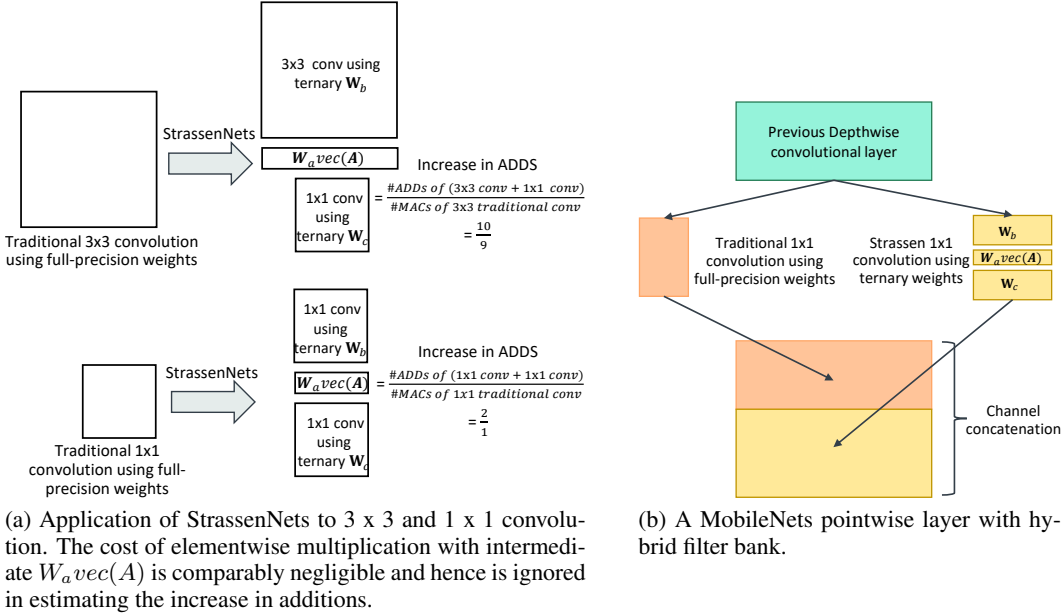 3x3 conv using
ternary W_b
StrassenNets
W_a vec(A)
Increase in ADDS
1x1 conv
using
ternary W_c
= #ADDs of (3x3 conv + 1x1 conv) / #MACs of 3x3 traditional conv
= 10/9
Traditional 3x3 convolution
using full-precision weights
1x1 conv
using
ternary W_b
StrassenNets
Increase in ADDS
W_a vec(A)
= #ADDs of (1x1 conv + 1x1 conv) / #MACs of 1x1 traditional conv
= 2/1
1x1 conv
using
ternary W_c
Traditional 1x1
convolution using full-
precision weights
(a) Application of StrassenNets to 3 x 3 and 1 x 1 convolu-
tion. The cost of elementwise multiplication with intermedi-
ate W_a vec(A) is comparably negligible and hence is ignored
in estimating the increase in additions.
Previous Depthwise
convolutional layer
Traditional 1x1
convolution using
full-precision weights
Strassen 1x1
convolution using
ternary weights
W_b
W_a vec(A)
W_c
Channel
concatenation
(b) A MobileNets pointwise layer with hy-
brid filter bank.